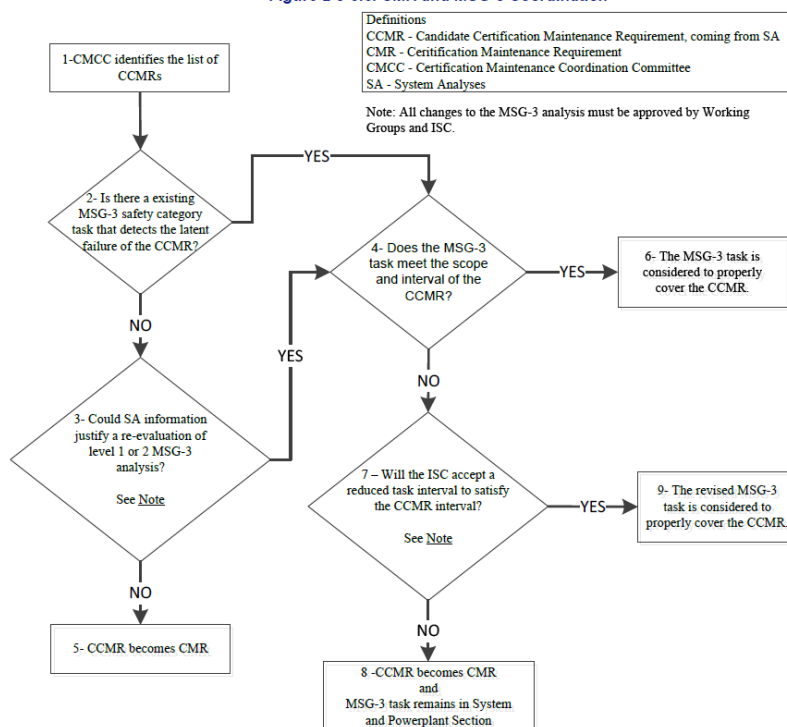 Definitions
CCMR - Candidate Certification Maintenance Requirement, coming from SA
CMR - Ceritification Maintenance Requirement
CMCC - Certification Maintenance Coordination Committee
SA - System Analyses
Note: All changes to the MSG-3 analysis must be approved by Working
Groups and ISC.
1-CMCC identifies the list of
CCMRs
YES
2- Is there a existing
MSG-3 safety category
task that detects the latent
failure of the CCMR?
4- Does the MSG-3
task meet the scope
and interval of the
CCMR?
YES
6- The MSG-3 task is
considered to properly
cover the CCMR.
NO
YES
NO
3- Could SA information
justify a re-evaluation of
level 1 or 2 MSG-3
analysis?
See Note
7 – Will the ISC accept a
reduced task interval to satisfy
the CCMR interval?
See Note
YES
9- The revised MSG-3
task is considered to
properly cover the CCMR.
NO
5- CCMR becomes CMR
NO
8 -CCMR becomes CMR
and
MSG-3 task remains in System
and Powerplant Section